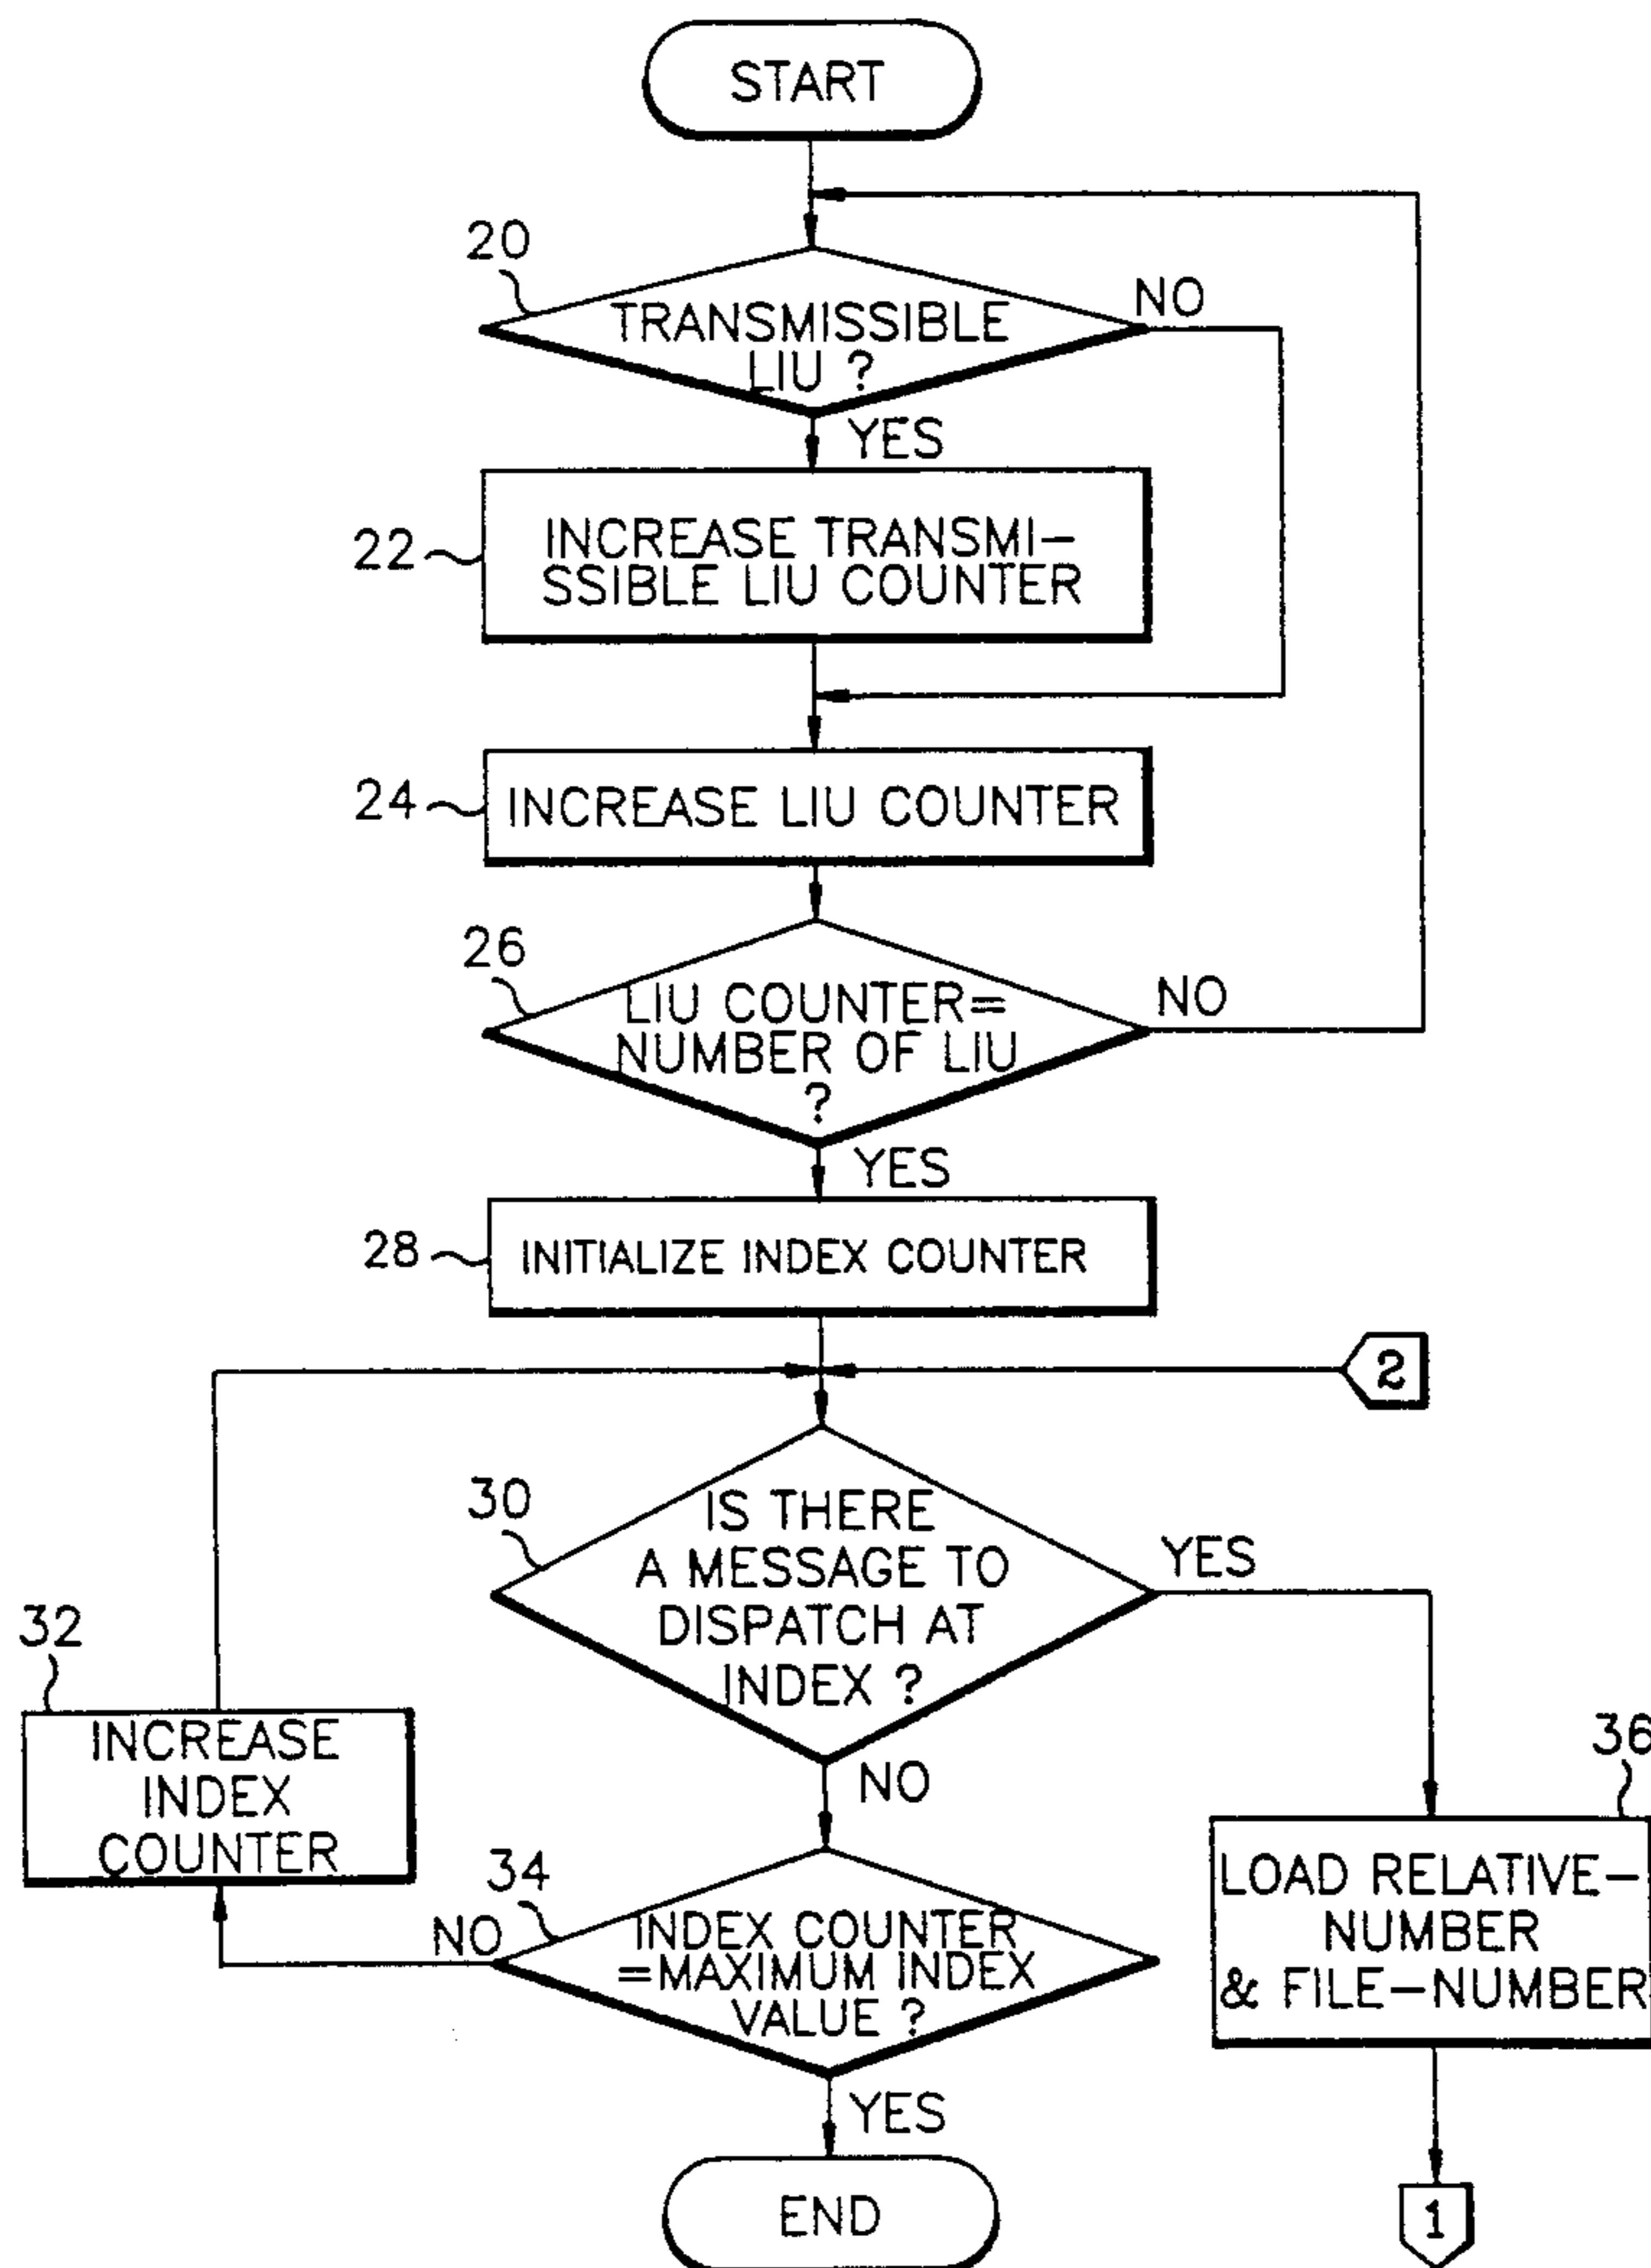 START
20
TRANSMISSIBLE
LIU ?
NO
YES
22
INCREASE TRANSMI-
SSIBLE LIU COUNTER
24
INCREASE LIU COUNTER
26
LIU COUNTER=
NUMBER OF LIU
?
NO
YES
28
INITIALIZE INDEX COUNTER
2
30
IS THERE
A MESSAGE TO
DISPATCH AT
INDEX ?
YES
NO
32
INCREASE
INDEX
COUNTER
34
INDEX COUNTER
=MAXIMUM INDEX
VALUE ?
NO
YES
36
LOAD RELATIVE-
NUMBER
& FILE-NUMBER
END
1